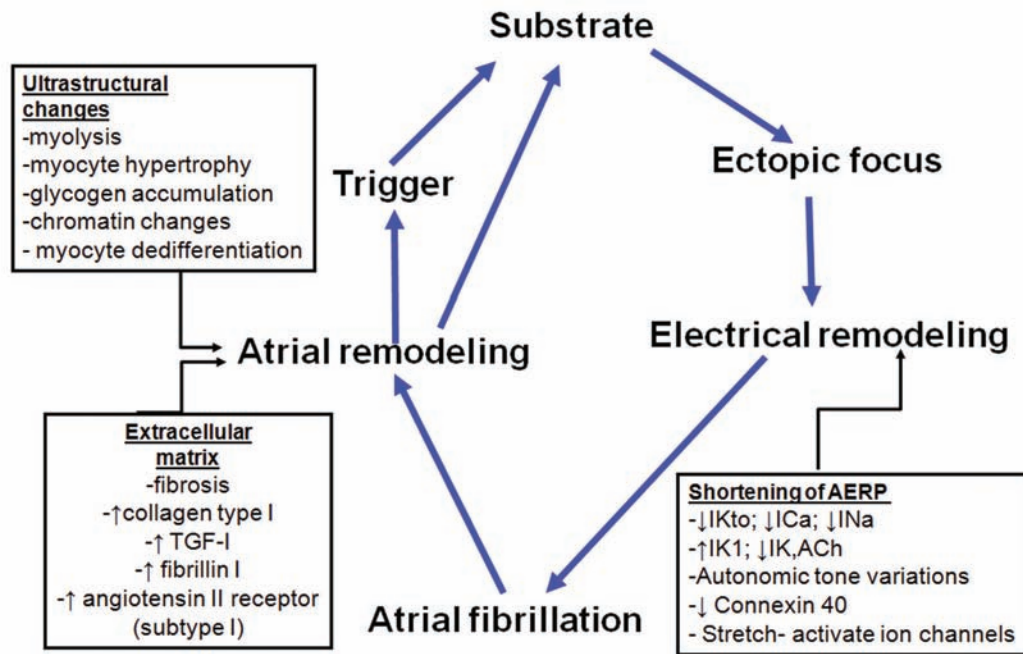 Substrate
Ultrastructural
changes
-myolysis
-myocyte hypertrophy
-glycogen accumulation
-chromatin changes
- myocyte dedifferentiation
Trigger
Ectopic focus
Atrial remodeling
Electrical remodeling
Extracellular
matrix
-fibrosis
-↑collagen type I
-↑ TGF-I
-↑ fibrillin I
-↑ angiotensin II receptor
(subtype I)
Shortening of AERP
-↓IKto; ↓ICa; ↓INa
-↑IK1; ↓IK,ACh
-Autonomic tone variations
-↓ Connexin 40
- Stretch- activate ion channels
Atrial fibrillation